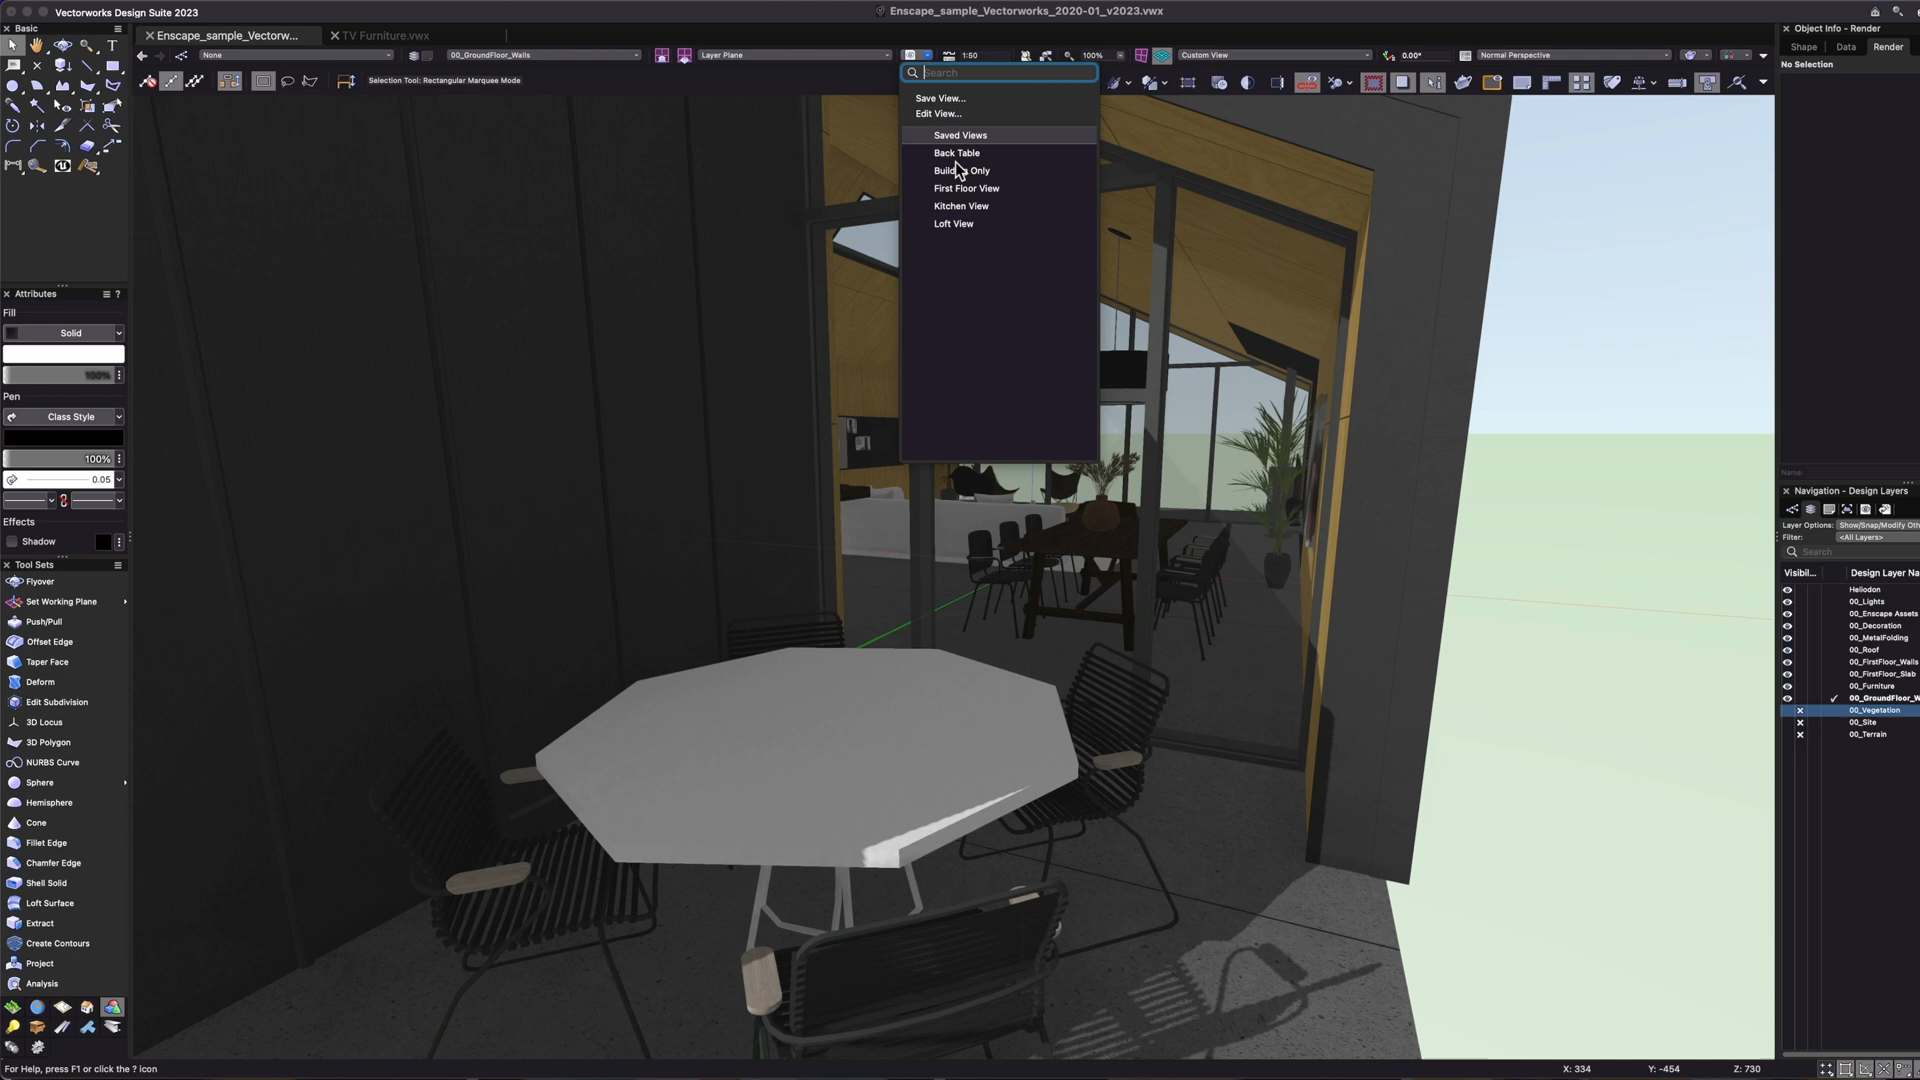 Vectorworks Design Suite 2023
Enscape_sample_Vectorworks_2020-01_v2023.vwx
Basic
Enscape_sample_Vectorw...
TV Furniture.vwx
Object Info - Render
None
00_GroundFloor_Walls
Layer Plane
1:50
100%
Custom View
0.00°
Normal Perspective
Shape
Data
Render
No Selection
Selection Tool: Rectangular Marquee Mode
Search
Save View...
Edit View...
Saved Views
Back Table
First Floor View
Kitchen View
Loft View
Attributes
?
Fill
Solid
100%
Pen
Class Style
100%
0.05
Effects
Shadow
Tool Sets
Flyover
Set Working Plane
Push/Pull
Offset Edge
Taper Face
Deform
Edit Subdivision
3D Locus
3D Polygon
NURBS Curve
Sphere
Hemisphere
Cone
Fillet Edge
Chamfer Edge
Shell Solid
Loft Surface
Extract
Create Contours
Project
Analysis
Name:
Navigation - Design Layers
Layer Options: Show/Snap/Modify Oth
Filter: <All Layers>
Search
Visibil...
Design Layer Na
Heliodon
00_Lights
00_Enscape Assets
00_Decoration
00_MetalFolding
00_Roof
00_FirstFloor_Walls
00_FirstFloor_Slab
00_Furniture
00_GroundFloor_W
00_Vegetation
00_Site
00_Terrain
For Help, press F1 or click the ? icon
X: 334
Y: -454
Z: 730